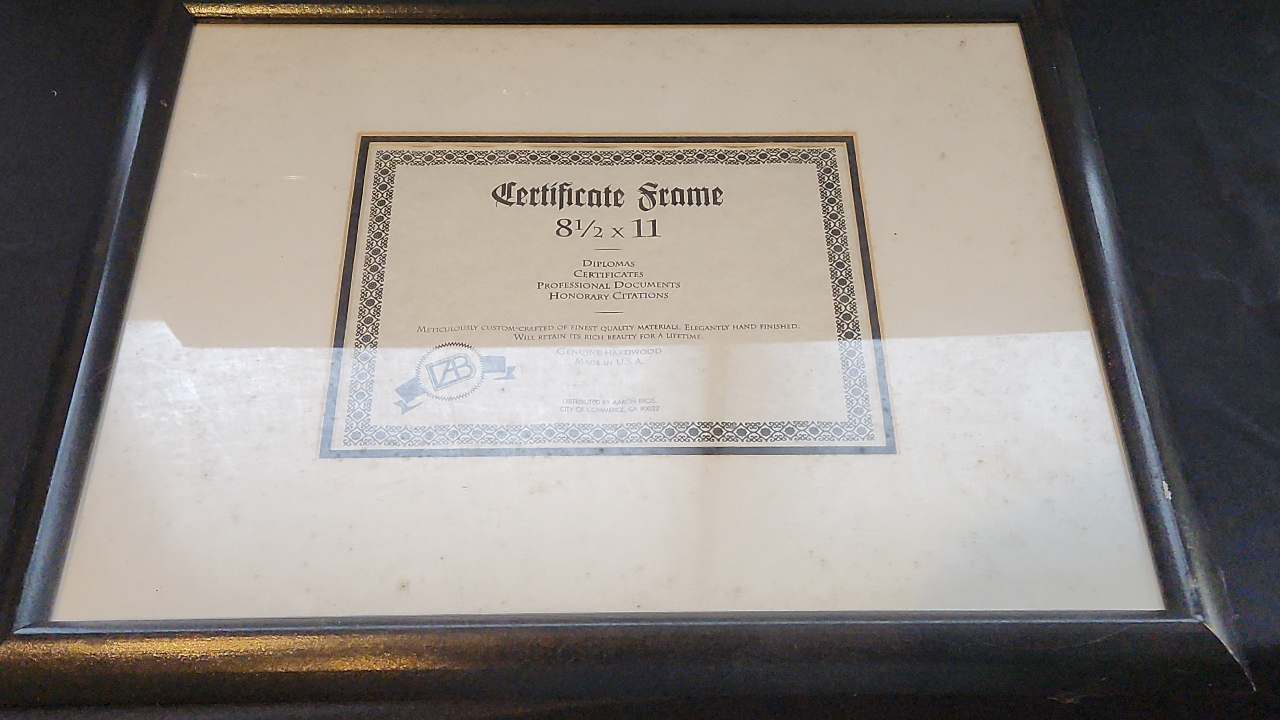 Certificate Frame
8½ x 11
DIPLOMAS
CERTIFICATES
PROFESSIONAL DOCUMENTS
HONORARY CITATIONS
METICULOUSLY CUSTOM-CRAFTED OF FINEST QUALITY MATERIALS. ELEGANTLY HAND FINISHED.
WILL RETAIN ITS RICH BEAUTY FOR A LIFETIME.
GENUINE HARDWOOD
MADE IN U.S.A.
AB
DISTRIBUTED BY AARON BROS.
CITY OF COMMERCE, CA 90022